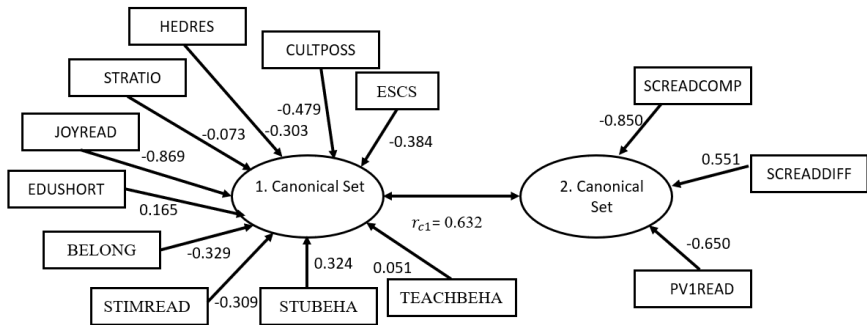 HEDRES
CULTPOSS
STRATIO
ESCS
SCREADCOMP
-0.479
-0.073
-0.303
-0.850
JOYREAD
-0.384
-0.869
0.551
SCREADDIFF
EDUSHORT
1. Canonical Set
2. Canonical
Set
0.165
r_c1 = 0.632
BELONG
-0.329
-0.650
0.324
0.051
STIMREAD
-0.309
STUBEHA
TEACHBEHA
PV1READ